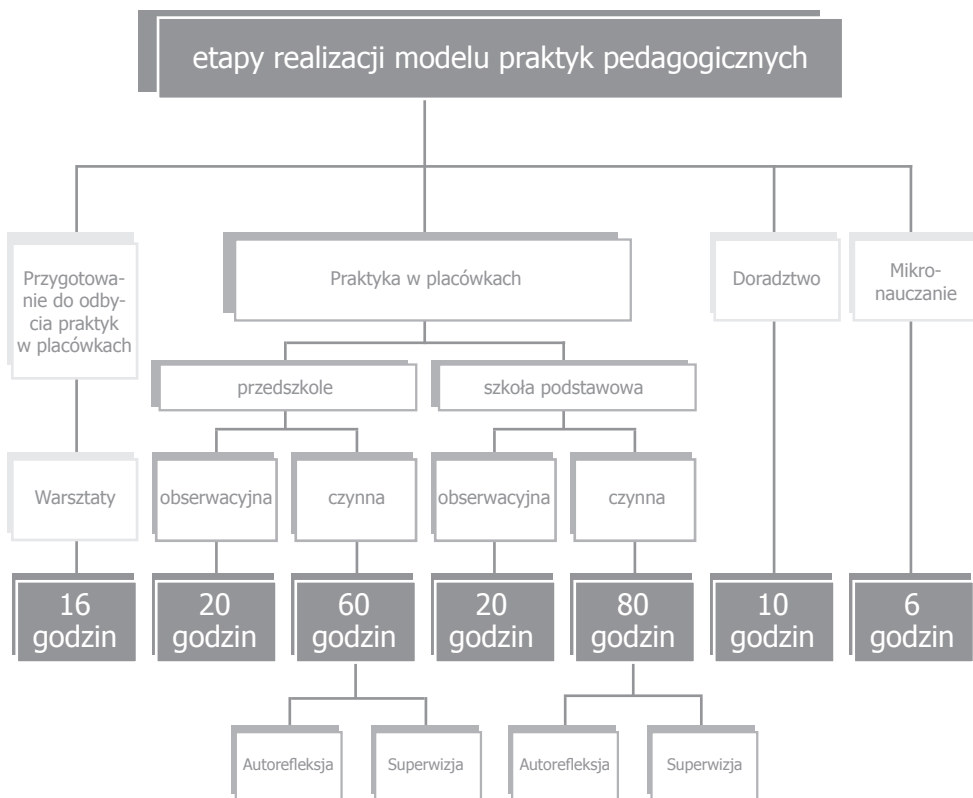 etapy realizacji modelu praktyk pedagogicznych
Przygotowa-
nie do odby-
cia praktyk
w placówkach
Praktyka w placówkach
Doradztwo
Mikro-
nauczanie
przedszkole
szkoła podstawowa
Warsztaty
obserwacyjna
czynna
obserwacyjna
czynna
16
godzin
20
godzin
60
godzin
20
godzin
80
godzin
10
godzin
6
godzin
Autorefleksja
Superwizja
Autorefleksja
Superwizja